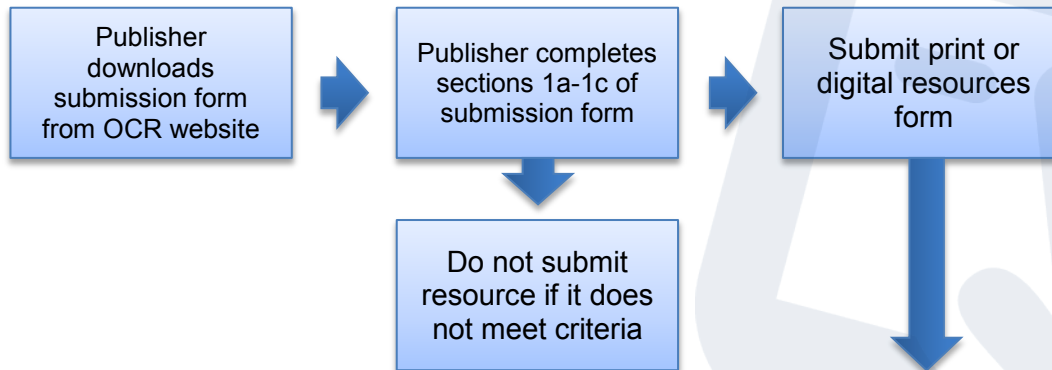 Publisher
downloads
submission form
from OCR website
Publisher completes
sections 1a-1c of
submission form
Submit print or
digital resources
form
Do not submit
resource if it does
not meet criteria